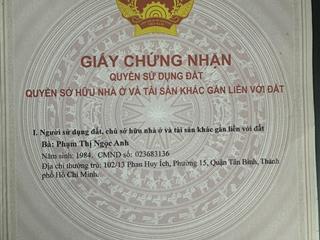 GIẤY CHỨNG NHẬN
QUYỀN SỬ DỤNG ĐẤT
QUYỀN SỞ HỮU NHÀ Ở VÀ TÀI SẢN KHÁC GẮN LIỀN VỚI ĐẤT
I. Người sử dụng đất, chủ sở hữu nhà ở và tài sản khác gắn liền với đất
Bà: Phạm Thị Ngọc Anh
Năm sinh: 1984, CMND số: 023683136
Địa chỉ thường trú: 102/13 Phan Huy Ích, Phường 15, Quận Tân Bình, Thành
phố Hồ Chí Minh.